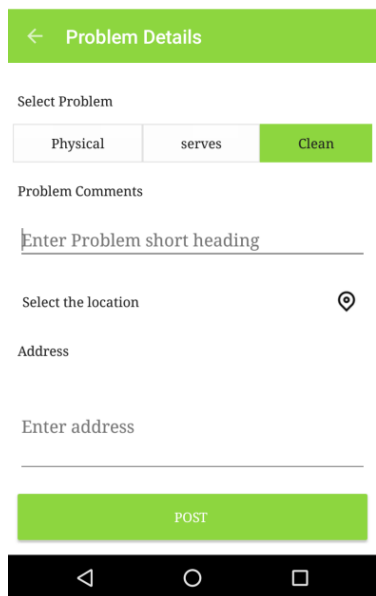 Problem Details
Select Problem
Physical serves Clean
Problem Comments
Enter Problem short heading
Select the location
Address
Enter address
POST